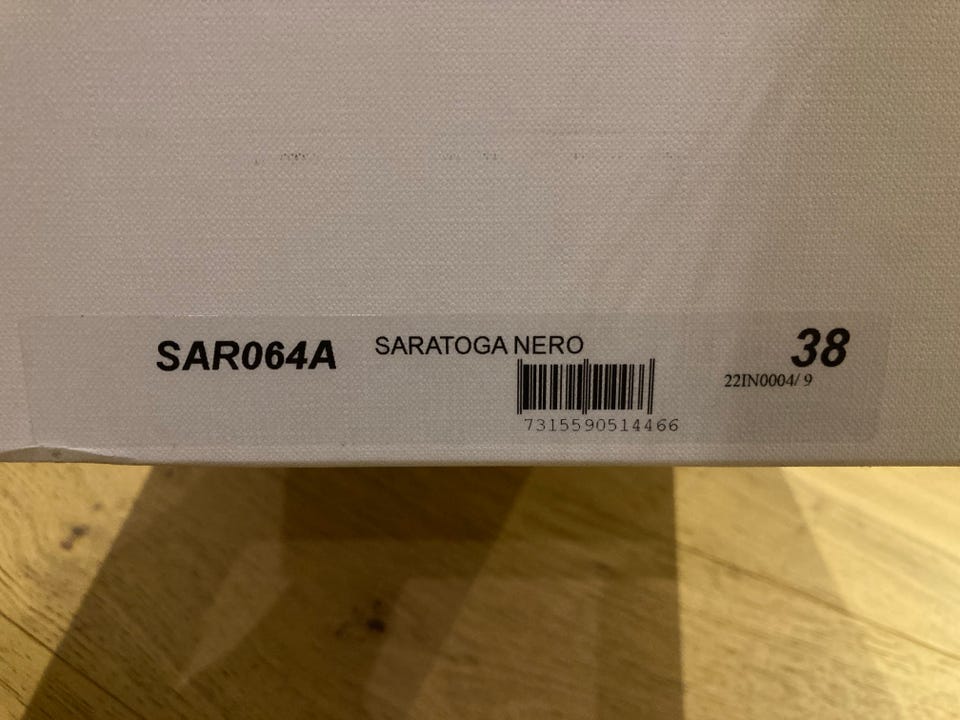 SAR064A SARATOGA NERO 38
22IN0004/ 9
7315590514466